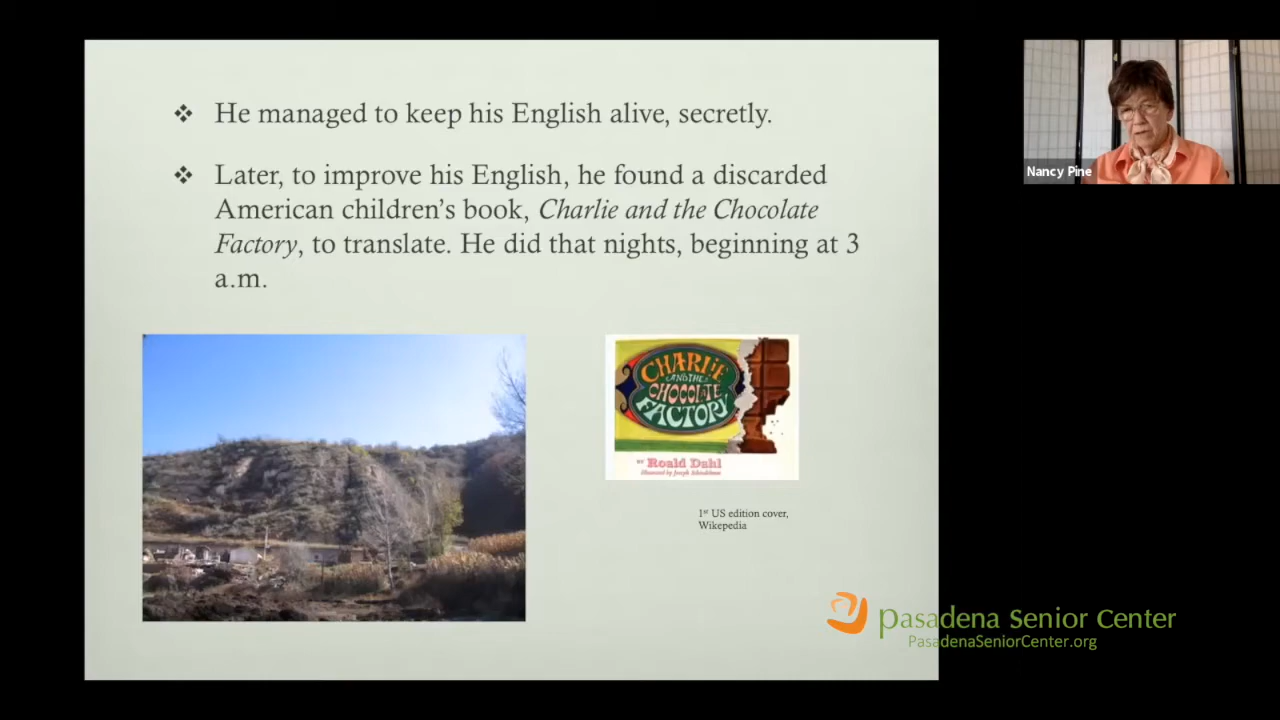 ❖ He managed to keep his English alive, secretly.
❖ Later, to improve his English, he found a discarded
American children's book, Charlie and the Chocolate
Factory, to translate. He did that nights, beginning at 3
a.m.
CHARLIE
AND THE
CHOCOLATE
FACTORY
BY Roald Dahl
Illustrated by Joseph Schindelman
1st US edition cover,
Wikepedia
Nancy Pine
Pasadena Senior Center
PasadenaSeniorCenter.org